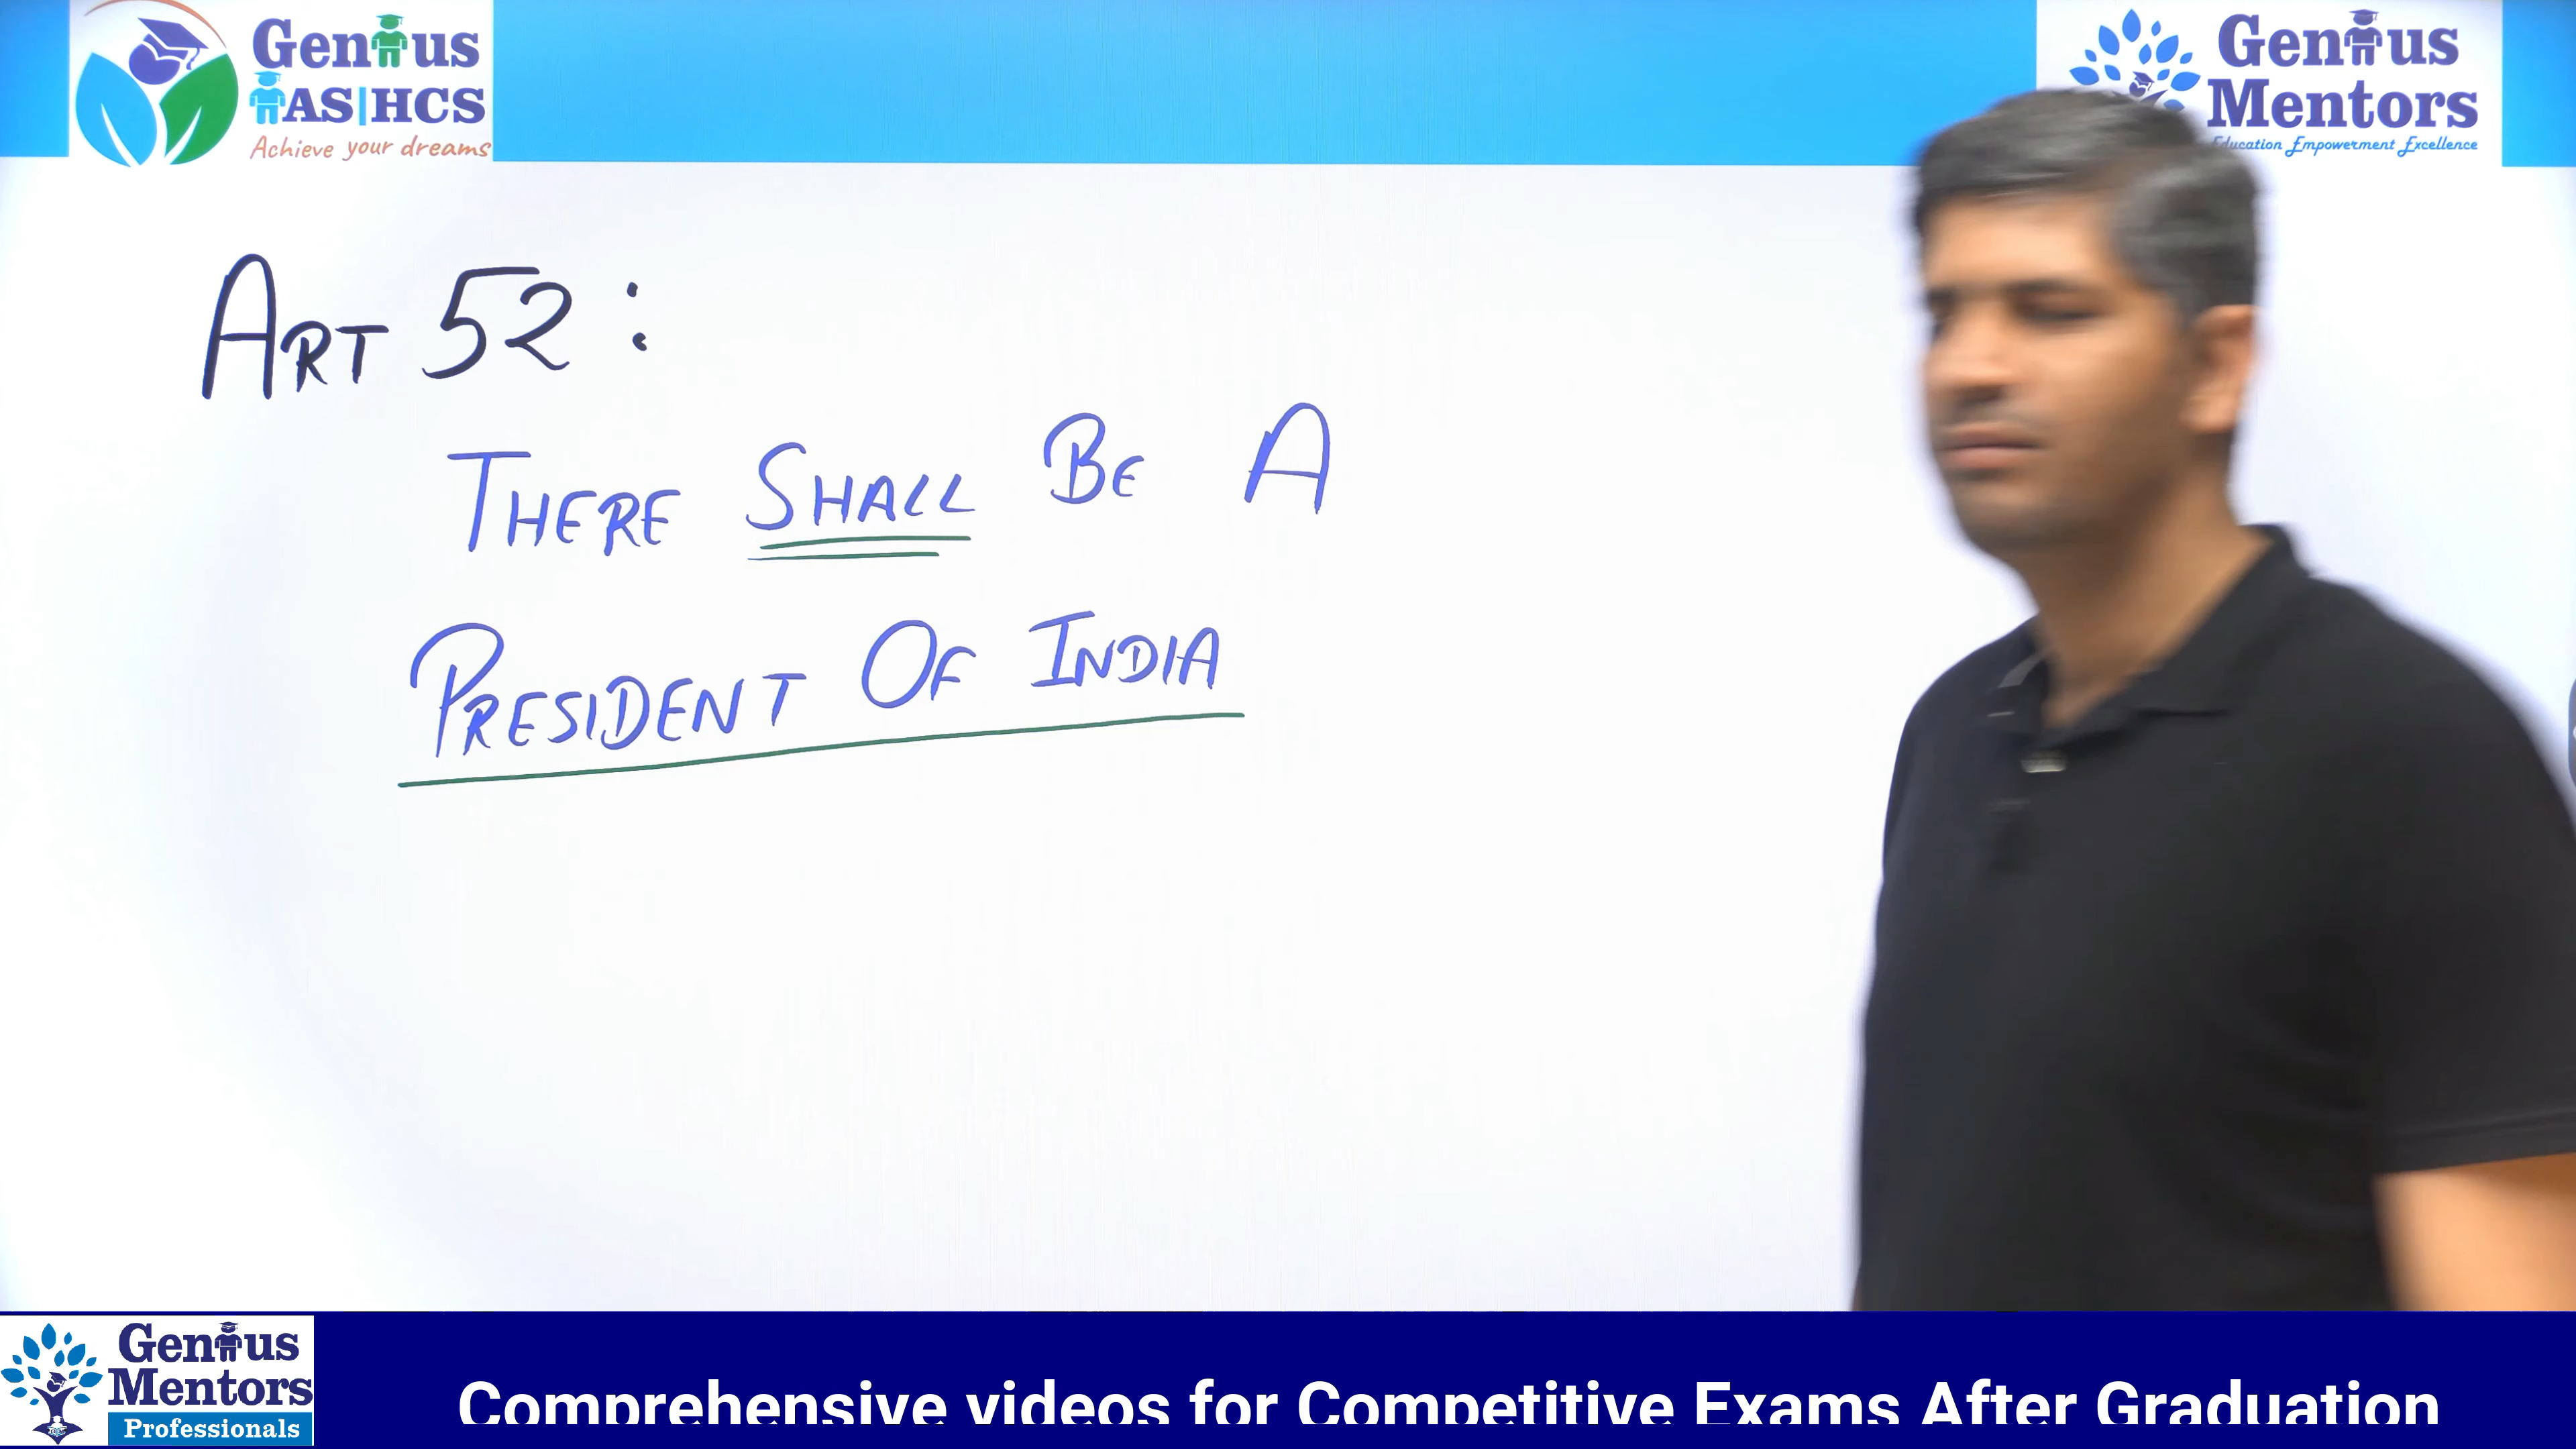 Genius
IAS|HCS
Achieve your dreams
Genius
Mentors
Education Empowerment Excellence
ART 52 :
THERE SHALL BE A
PRESIDENT OF INDIA
Genius
Mentors
Professionals
Comprehensive videos for Competitive Exams After Graduation